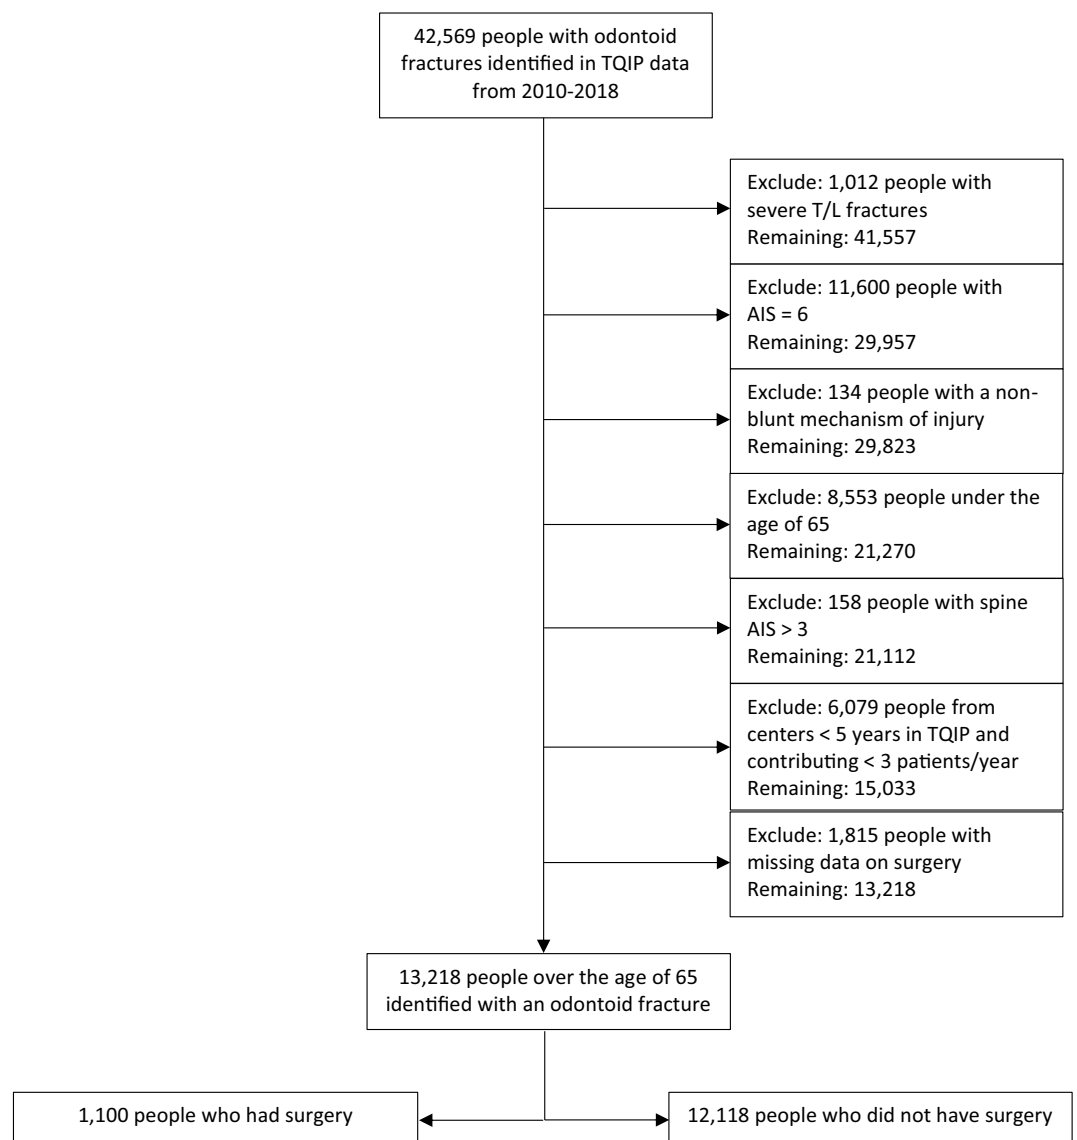 42,569 people with odontoid
fractures identified in TQIP data
from 2010-2018
Exclude: 1,012 people with
severe T/L fractures
Remaining: 41,557
Exclude: 11,600 people with
AIS = 6
Remaining: 29,957
Exclude: 134 people with a non-
blunt mechanism of injury
Remaining: 29,823
Exclude: 8,553 people under the
age of 65
Remaining: 21,270
Exclude: 158 people with spine
AIS > 3
Remaining: 21,112
Exclude: 6,079 people from
centers < 5 years in TQIP and
contributing < 3 patients/year
Remaining: 15,033
Exclude: 1,815 people with
missing data on surgery
Remaining: 13,218
13,218 people over the age of 65
identified with an odontoid fracture
1,100 people who had surgery
12,118 people who did not have surgery